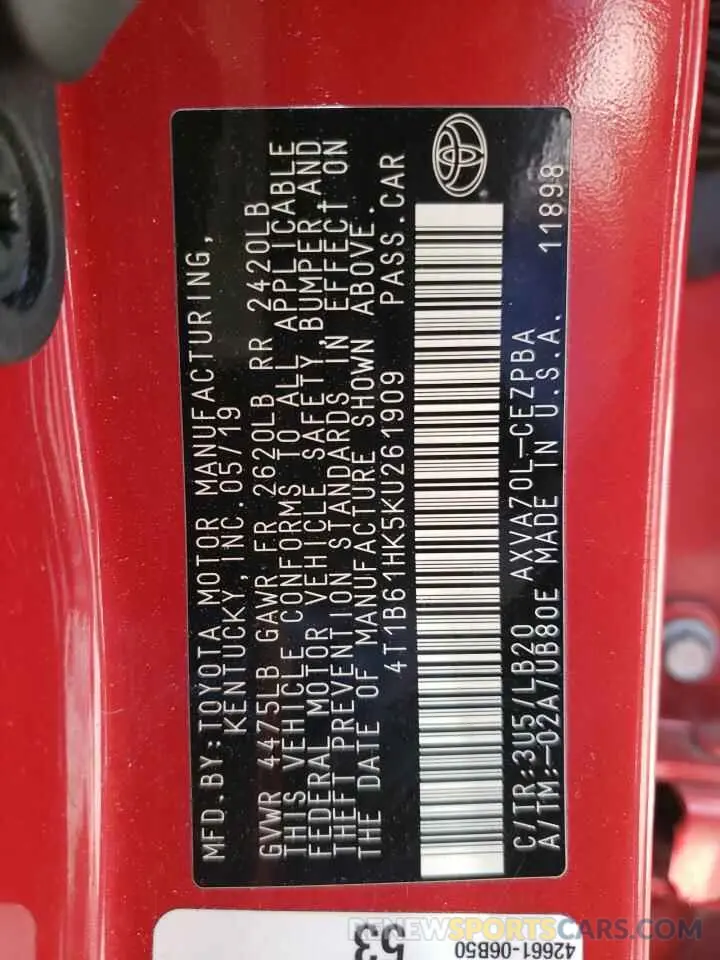 MFD.BY:TOYOTA MOTOR MANUFACTURING,
KENTUCKY,INC.05/19
GVWR 4475LB GAWR FR 2620LB RR 2420LB
THIS VEHICLE CONFORMS TO ALL APPLICABLE
FEDERAL MOTOR VEHICLE SAFETY, BUMPER,AND
THEFT PREVENTION STANDARDS IN EFFECT ON
THE DATE OF MANUFACTURE SHOWN ABOVE.
4T1B61HK5KU261909 PASS.CAR
C/TR:3U5/LB20 AXVA70L-CEZPBA
A/TM:-02A7UB80E MADE IN U.S.A. 11898
42661-06B50
53
RENEWSPORTSCARS.COM